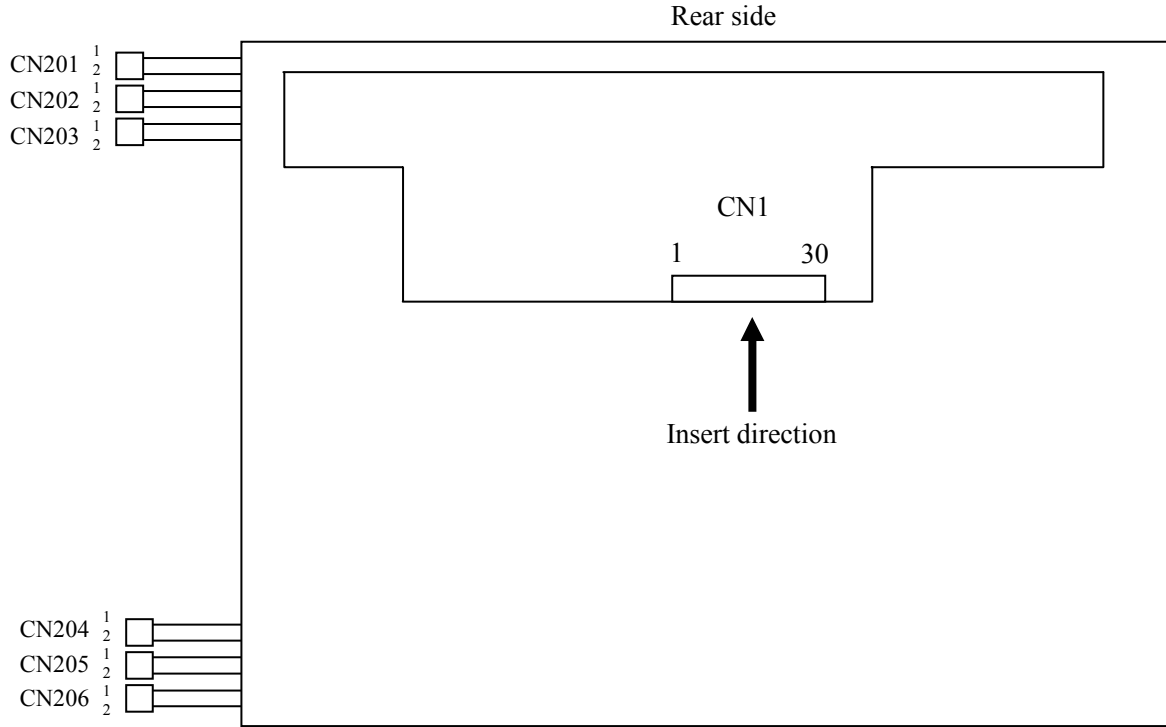 Rear side
CN201 1 2
CN202 1 2
CN203 1 2
CN1
1 30
Insert direction
CN204 1 2
CN205 1 2
CN206 1 2